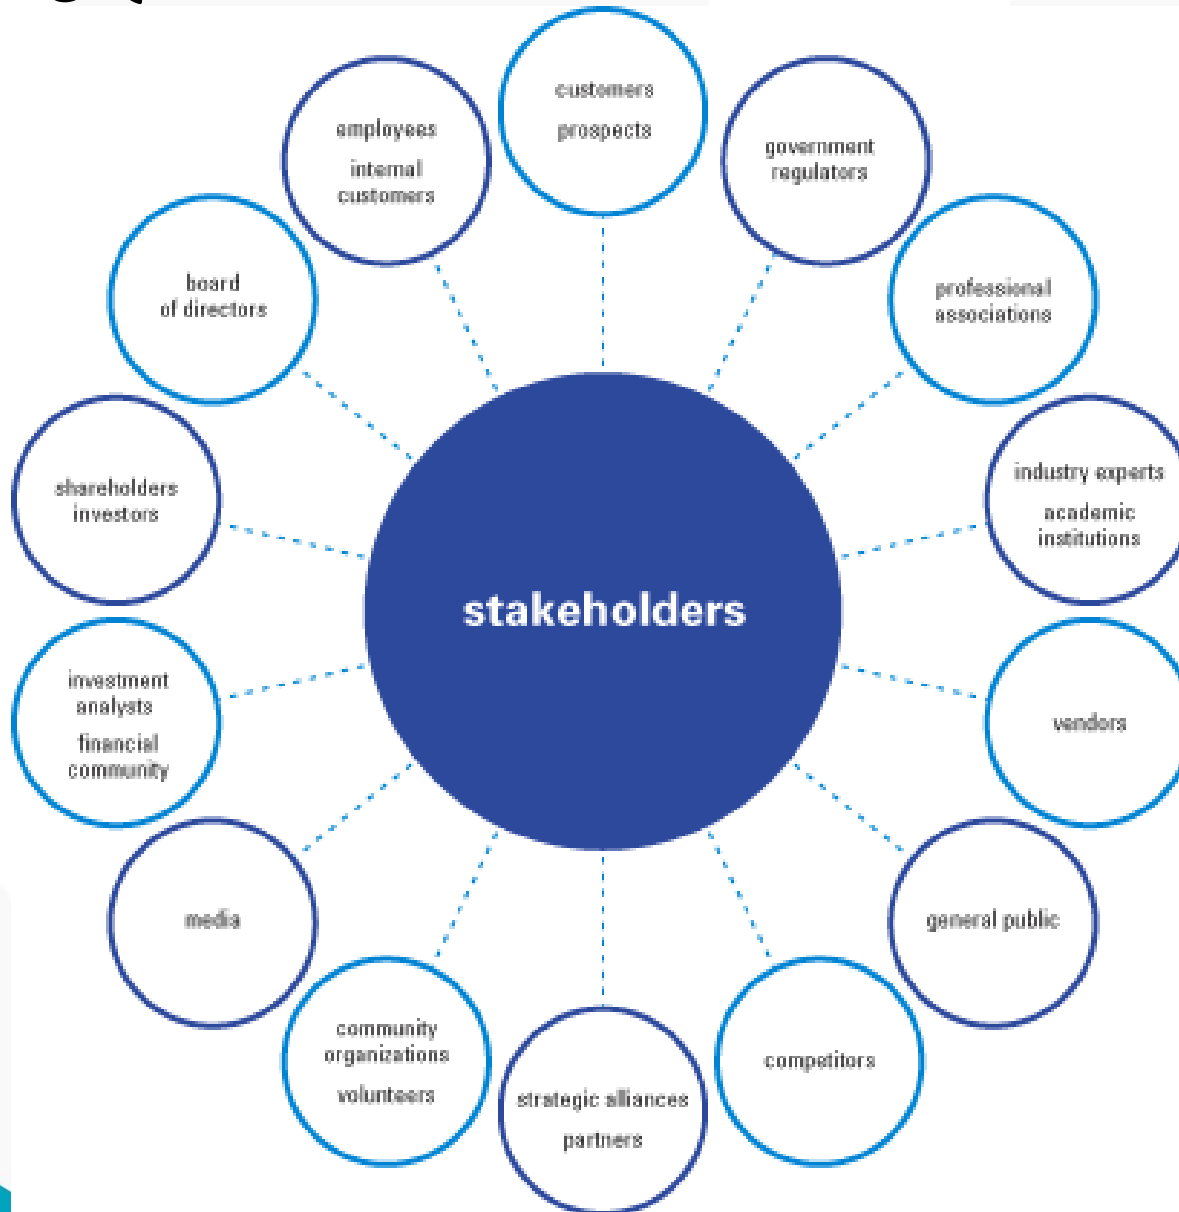 customers
prospects
government
regulators
professional
associations
industry experts
academic
institutions
vendors
general public
competitors
strategic alliances
partners
community
organizations
volunteers
media
investment
analysts
financial
community
shareholders
investors
board
of directors
employees
internal
customers
stakeholders